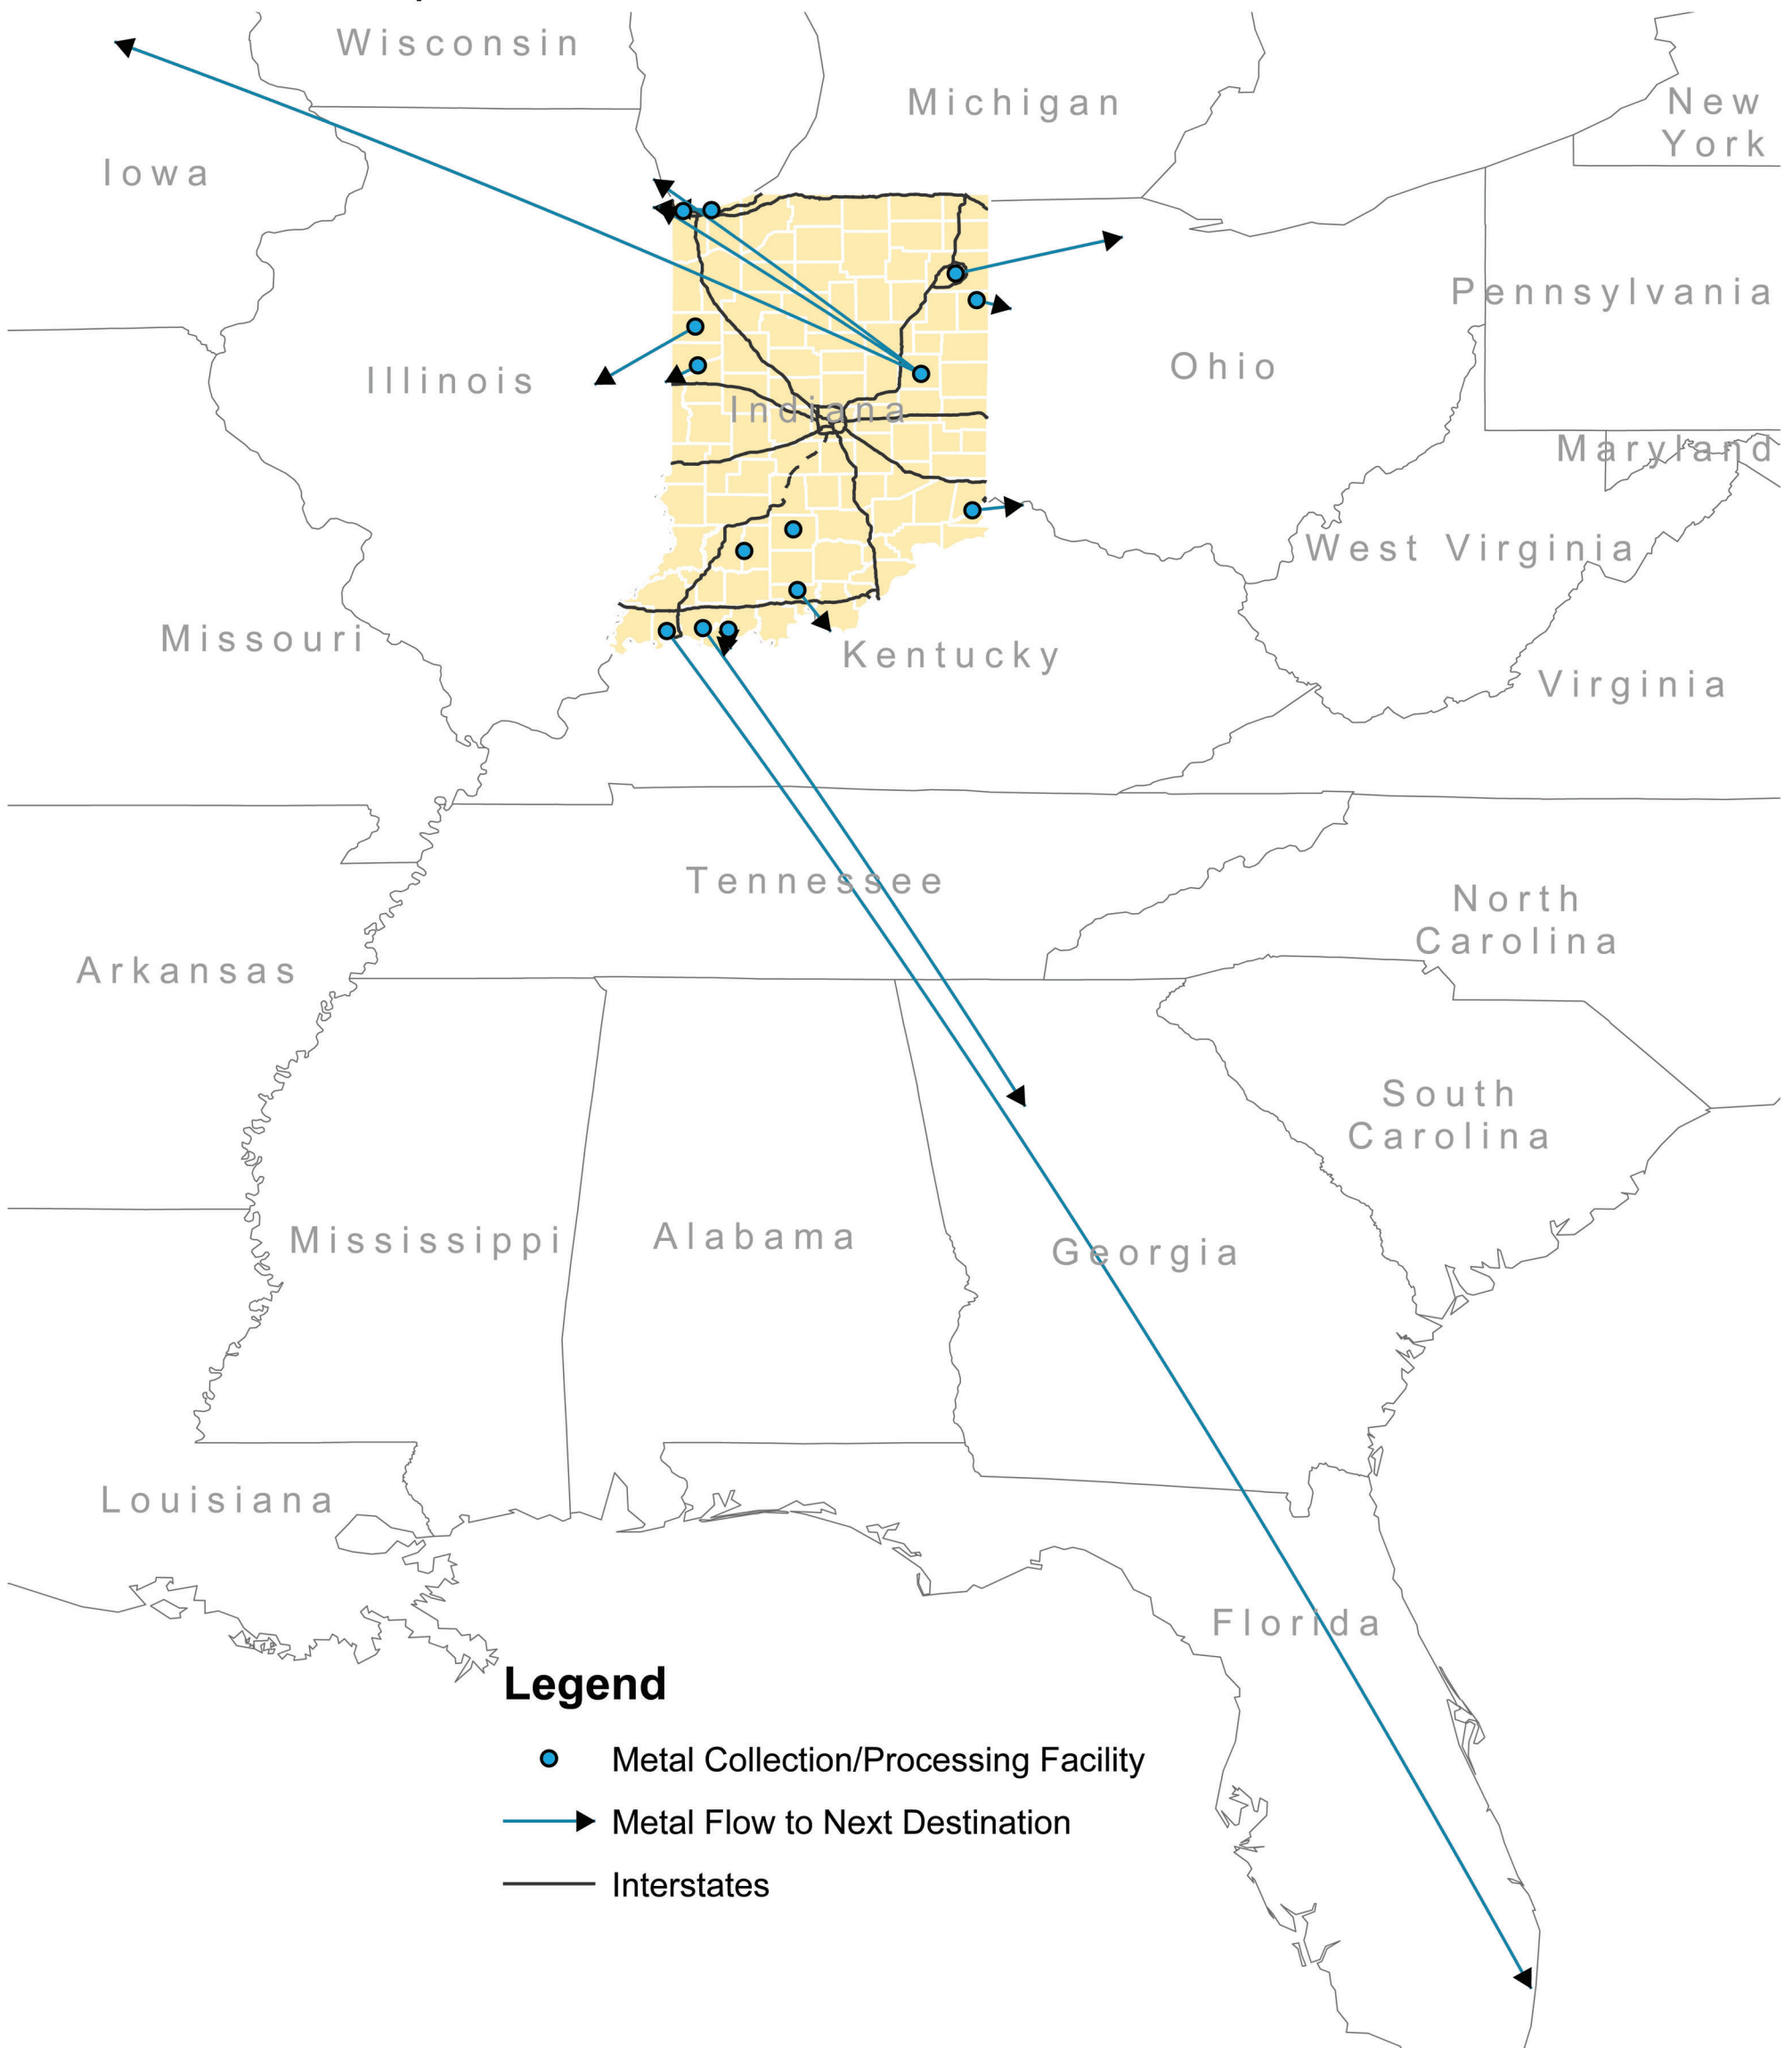 Wisconsin
Michigan
New
York
Iowa
Pennsylvania
Illinois
Ohio
Indiana
Maryland
West Virginia
Missouri
Kentucky
Virginia
Tennessee
North
Carolina
Arkansas
South
Carolina
Mississippi
Alabama
Georgia
Louisiana
Florida
Legend
Metal Collection/Processing Facility
Metal Flow to Next Destination
Interstates